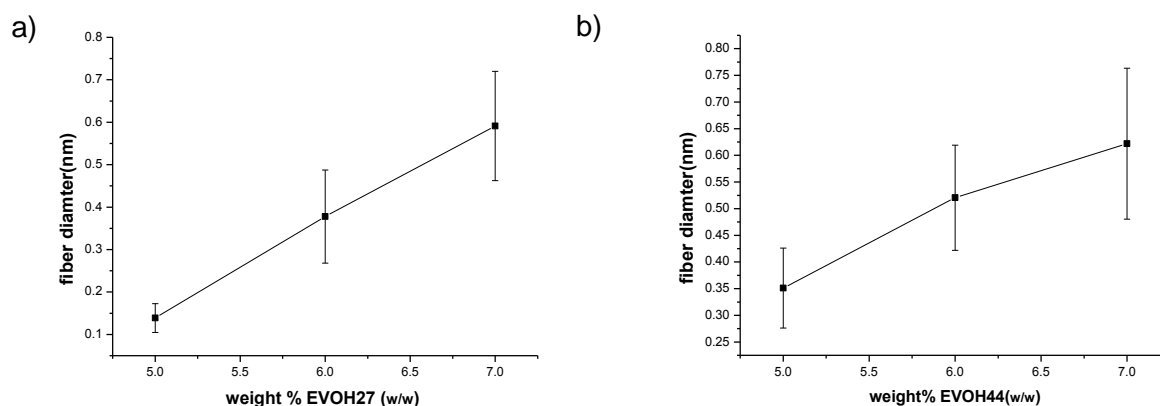 a)
0.8
0.7
0.6
0.5
0.4
0.3
0.2
0.1
fiber diamter(nm)
5.0 5.5 6.0 6.5 7.0
weight % EVOH27 (w/w)
b)
0.80
0.75
0.70
0.65
0.60
0.55
0.50
0.45
0.40
0.35
0.30
0.25
fiber diamter(nm)
5.0 5.5 6.0 6.5 7.0
weight% EVOH44(w/w)